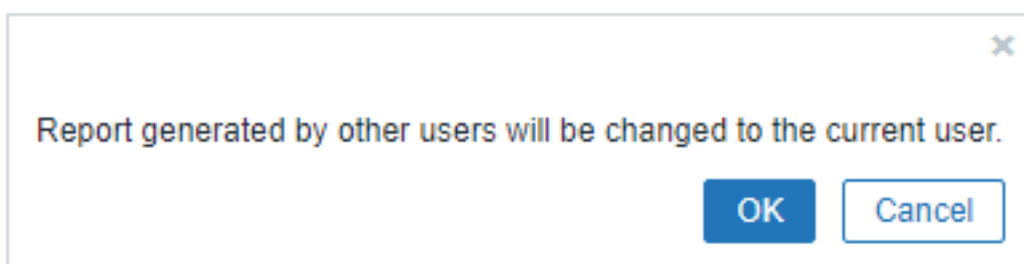 Report generated by other users will be changed to the current user.
OK Cancel